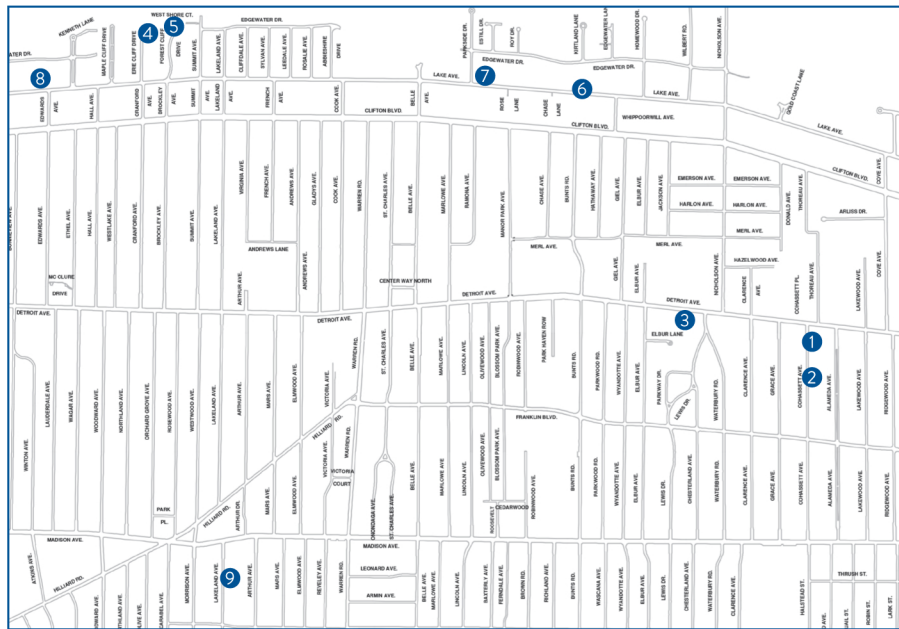 WEST SHORE CT.
EDGEWATER DR.
KENNETH LANE
4
5
ESTILL DR.
ROY DR.
KIRTLAND LANE
EDGEWATER LANE
HOMEWOOD DR.
PARKSIDE DR.
WILBERT RD.
NICHOLSON AVE.
WATER DR.
MAPLE CLIFF DRIVE
ERIE CLIFF DRIVE
FOREST CLIFF
DRIVE
SUMMIT AVE.
LAKELAND AVE.
CLIFFDALE AVE.
SYLVAN AVE.
LEEDALE AVE.
ROSALIE AVE.
ABBIESHIRE
DRIVE
EDGEWATER DR.
EDGEWATER DR.
8
LAKE AVE.
7
6
LAKE AVE.
GOLD COAST LANE
LAKE AVE.
EDWARDS
AVE.
HALL AVE.
CRANFORD
AVE.
BROCKLEY
AVE.
SUMMIT
AVE.
LAKELAND
AVE.
FRENCH
AVE.
COOK AVE.
CLIFTON BLVD.
BELLE
AVE.
ROSE
LANE
CHASE
LANE
CLIFTON BLVD.
WHIPPOORWILL AVE.
CLIFTON BLVD.
COVE AVE.
EDWARDS AVE.
ETHEL AVE.
HALL AVE.
WESTLAKE AVE.
CRANFORD AVE.
BROCKLEY AVE.
SUMMIT AVE.
LAKELAND AVE.
VIRGINIA AVE.
FRENCH AVE.
ANDREWS AVE.
GLADYS AVE.
COOK AVE.
WARREN RD.
ST. CHARLES AVE.
BELLE AVE.
MARLOWE AVE.
RAMONA AVE.
MANOR PARK AVE.
CHASE AVE.
BUNTS RD.
HATHAWAY AVE.
GIEL AVE.
ELBUR AVE.
JACKSON AVE.
EMERSON AVE.
EMERSON AVE.
HARLON AVE.
HARLON AVE.
MERL AVE.
DONALD AVE.
THOREAU AVE.
ARLISS DR.
ANDREWS LANE
MERL AVE.
MERL AVE.
HAZELWOOD AVE.
MC CLURE
DRIVE
ARTHUR AVE.
ANDREWS AVE.
CENTER WAY NORTH
GIEL AVE.
ELBUR AVE.
NICHOLSON AVE.
CLARENCE
AVE.
COHASSETT PL.
THOREAU AVE.
LAKEWOOD AVE.
COVE AVE.
DETROIT AVE.
DETROIT AVE.
DETROIT AVE.
DETROIT AVE.
3
ELBUR LANE
1
2
WINTON AVE.
LAUDERDALE AVE.
WAGAR AVE.
WOODWARD AVE.
NORTHLAND AVE.
ORCHARD GROVE AVE.
ROSEWOOD AVE.
WESTWOOD AVE.
LAKELAND AVE.
ARTHUR AVE.
MARS AVE.
ELMWOOD AVE.
VICTORIA AVE.
WARREN RD.
ST. CHARLES AVE.
BELLE AVE.
MARLOWE AVE.
LINCOLN AVE.
OLIVEWOOD AVE.
BLOSSOM PARK AVE.
ROBINWOOD AVE.
PARK HAVEN ROW
BUNTS RD.
PARKWOOD RD.
WYANDOTTE AVE.
ELBUR AVE.
PARKWAY DR.
LEWIS DR.
WATERBURY RD.
CLARENCE AVE.
GRACE AVE.
COHASSETT AVE.
ALAMEDA AVE.
LAKEWOOD AVE.
RIDGEWOOD AVE.
HILLIARD RD.
FRANKLIN BLVD.
VICTORIA AVE.
WARREN RD.
VICTORIA
COURT
ONONDAGA AVE.
ST. CHARLES AVE.
BELLE AVE.
MARLOWE AVE.
LINCOLN AVE.
OLIVEWOOD AVE.
BLOSSOM PARK AVE.
ROOSEVELT
CEDARWOOD
ROBINWOOD AVE.
BUNTS RD.
PARKWOOD RD.
WYANDOTTE AVE.
ELBUR AVE.
LEWIS DR.
CHESTERLAND AVE.
WATERBURY RD.
CLARENCE AVE.
GRACE AVE.
COHASSETT AVE.
ALAMEDA AVE.
LAKEWOOD AVE.
RIDGEWOOD AVE.
PARK
PL.
HILLIARD RD.
ARTHUR DR.
MARS AVE.
ELMWOOD AVE.
MADISON AVE.
MADISON AVE.
ATKINS AVE.
HILLIARD RD.
MORRISON AVE.
LAKELAND AVE.
9
ARTHUR AVE.
MARS AVE.
ELMWOOD AVE.
REVELEY AVE.
WARREN RD.
LEONARD AVE.
ARMIN AVE.
BELLE AVE.
MARLOWE AVE.
LINCOLN AVE.
BAXTERLY AVE.
FERNDALE AVE.
BROWN RD.
RICHLAND AVE.
BUNTS RD.
WASCANA AVE.
WYANDOTTE AVE.
LEWIS DR.
CHESTERLAND AVE.
WATERBURY RD.
CLARENCE AVE.
HALSTEAD ST.
THRUSH ST.
ROBIN ST.
LARK ST.